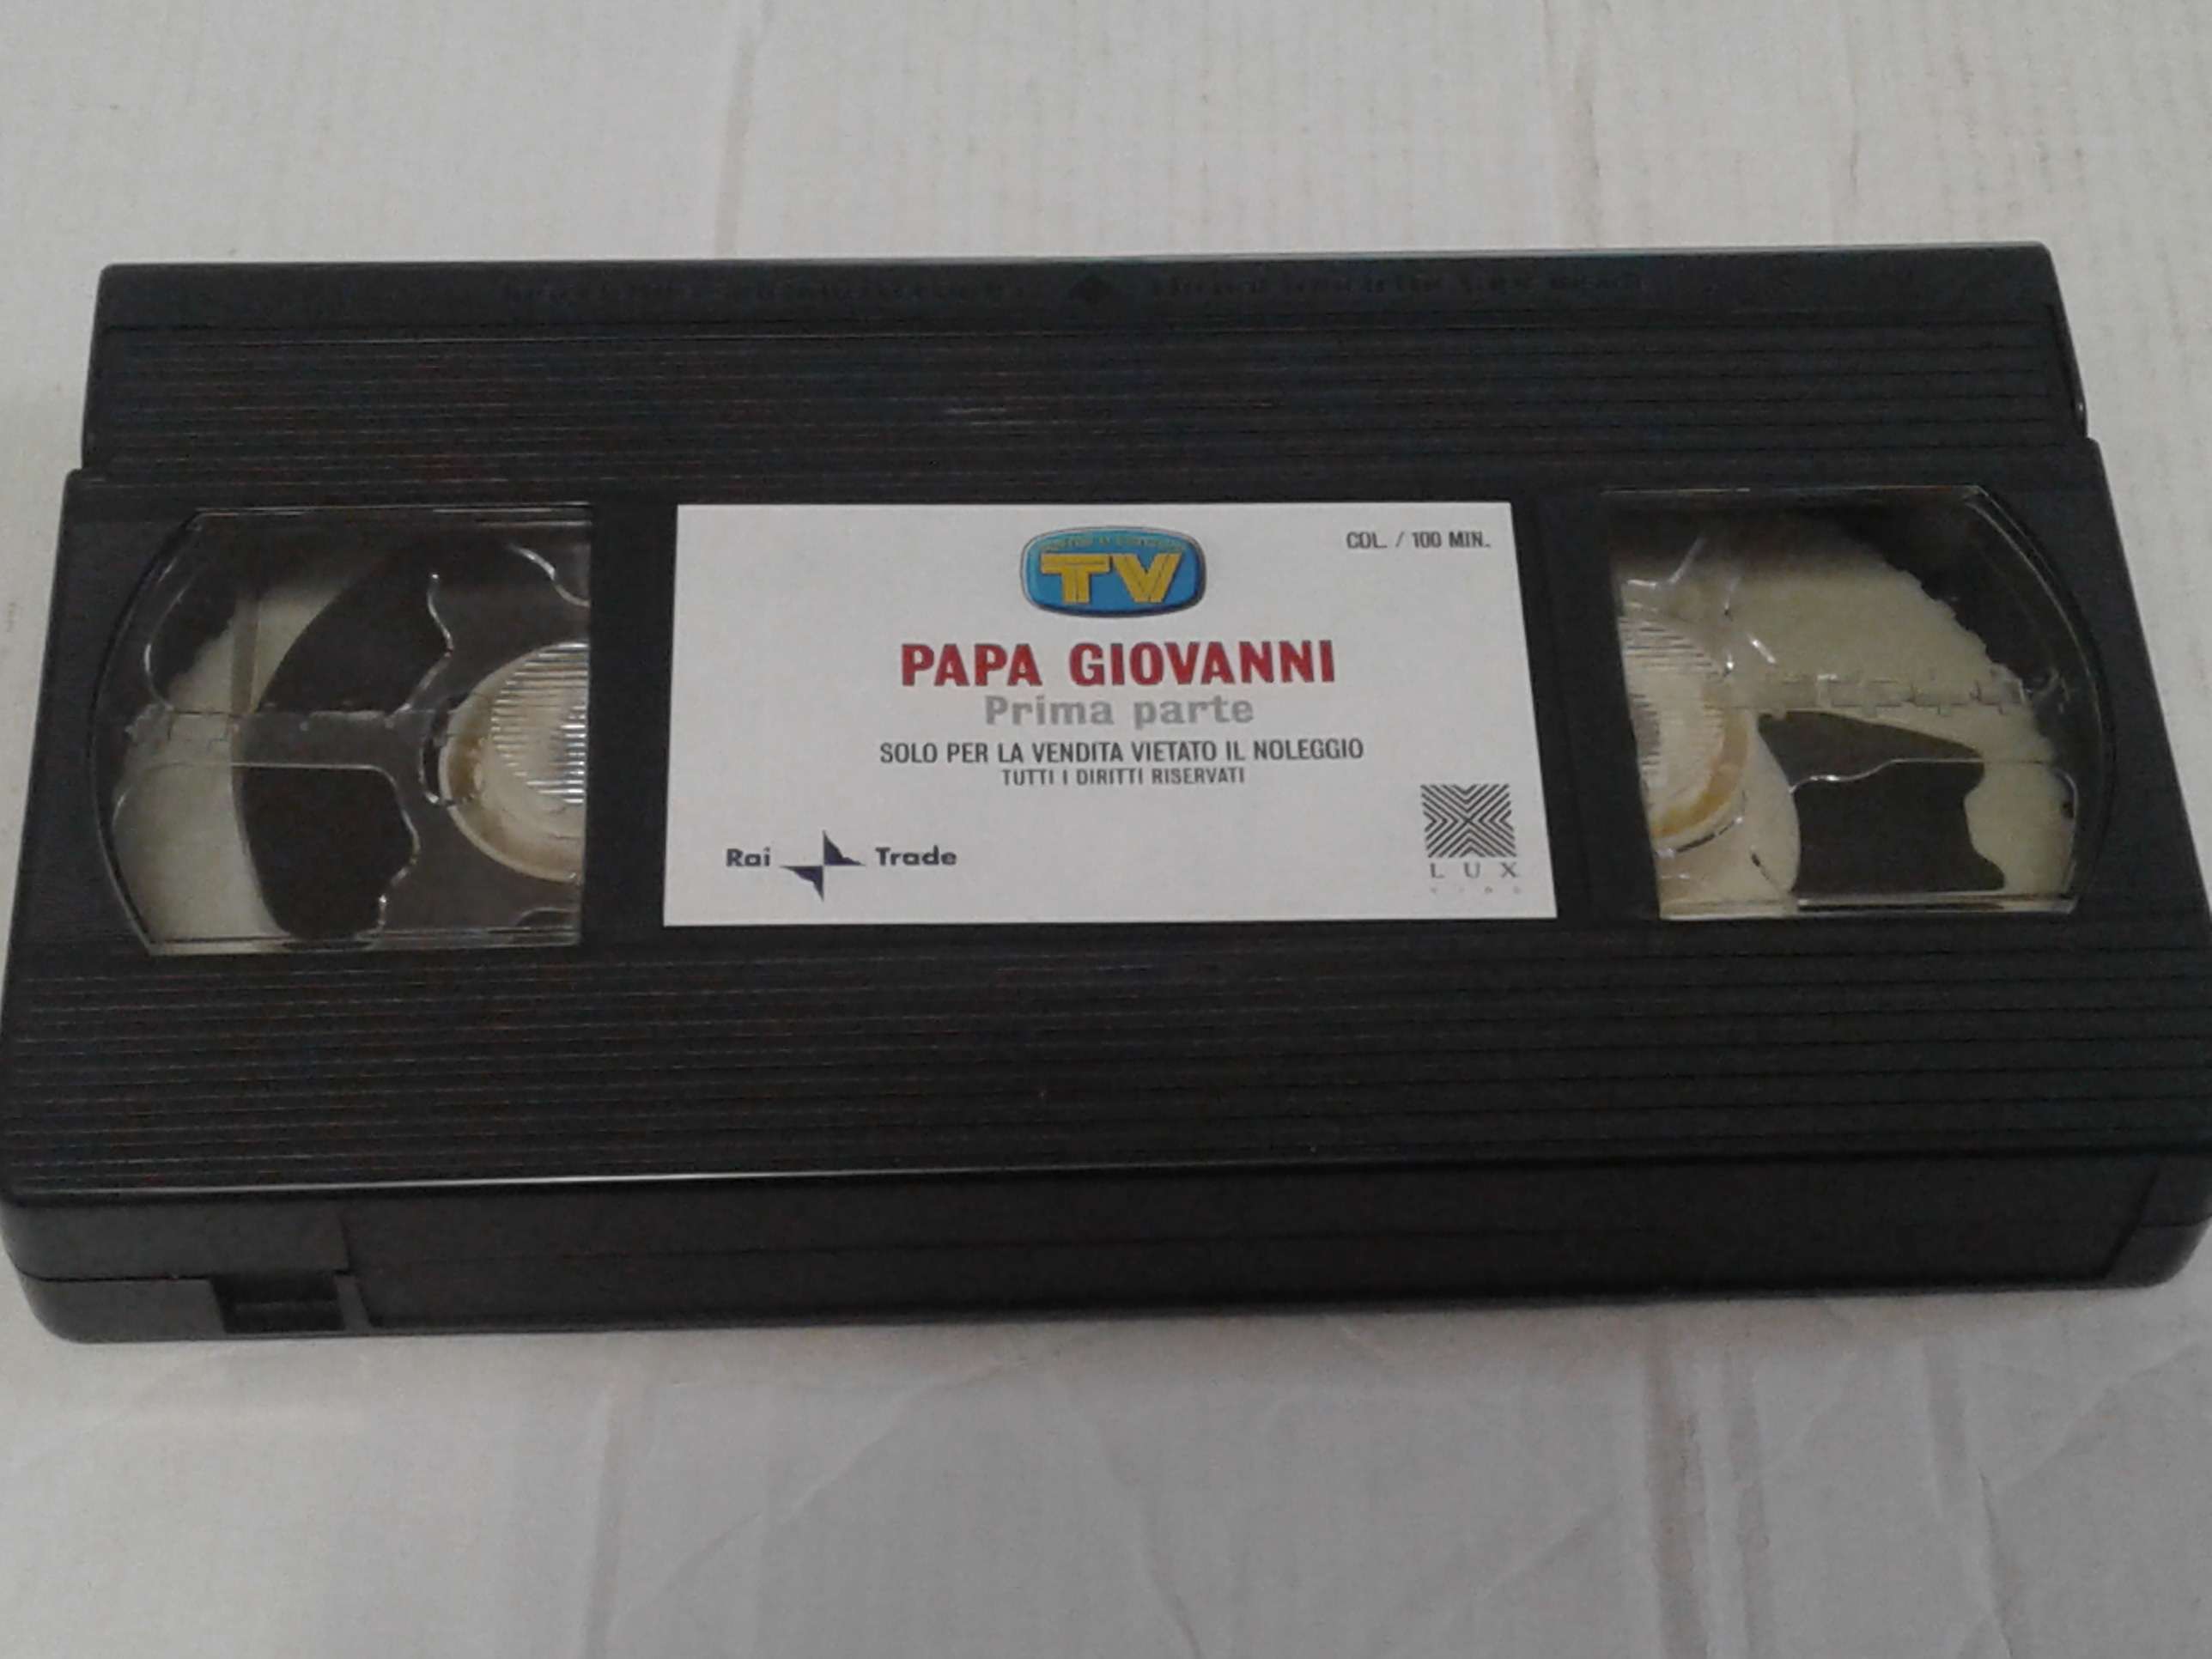 TV
COL. / 100 MIN.
PAPA GIOVANNI
Prima parte
SOLO PER LA VENDITA VIETATO IL NOLEGGIO
TUTTI I DIRITTI RISERVATI
Rai Trade
LUX